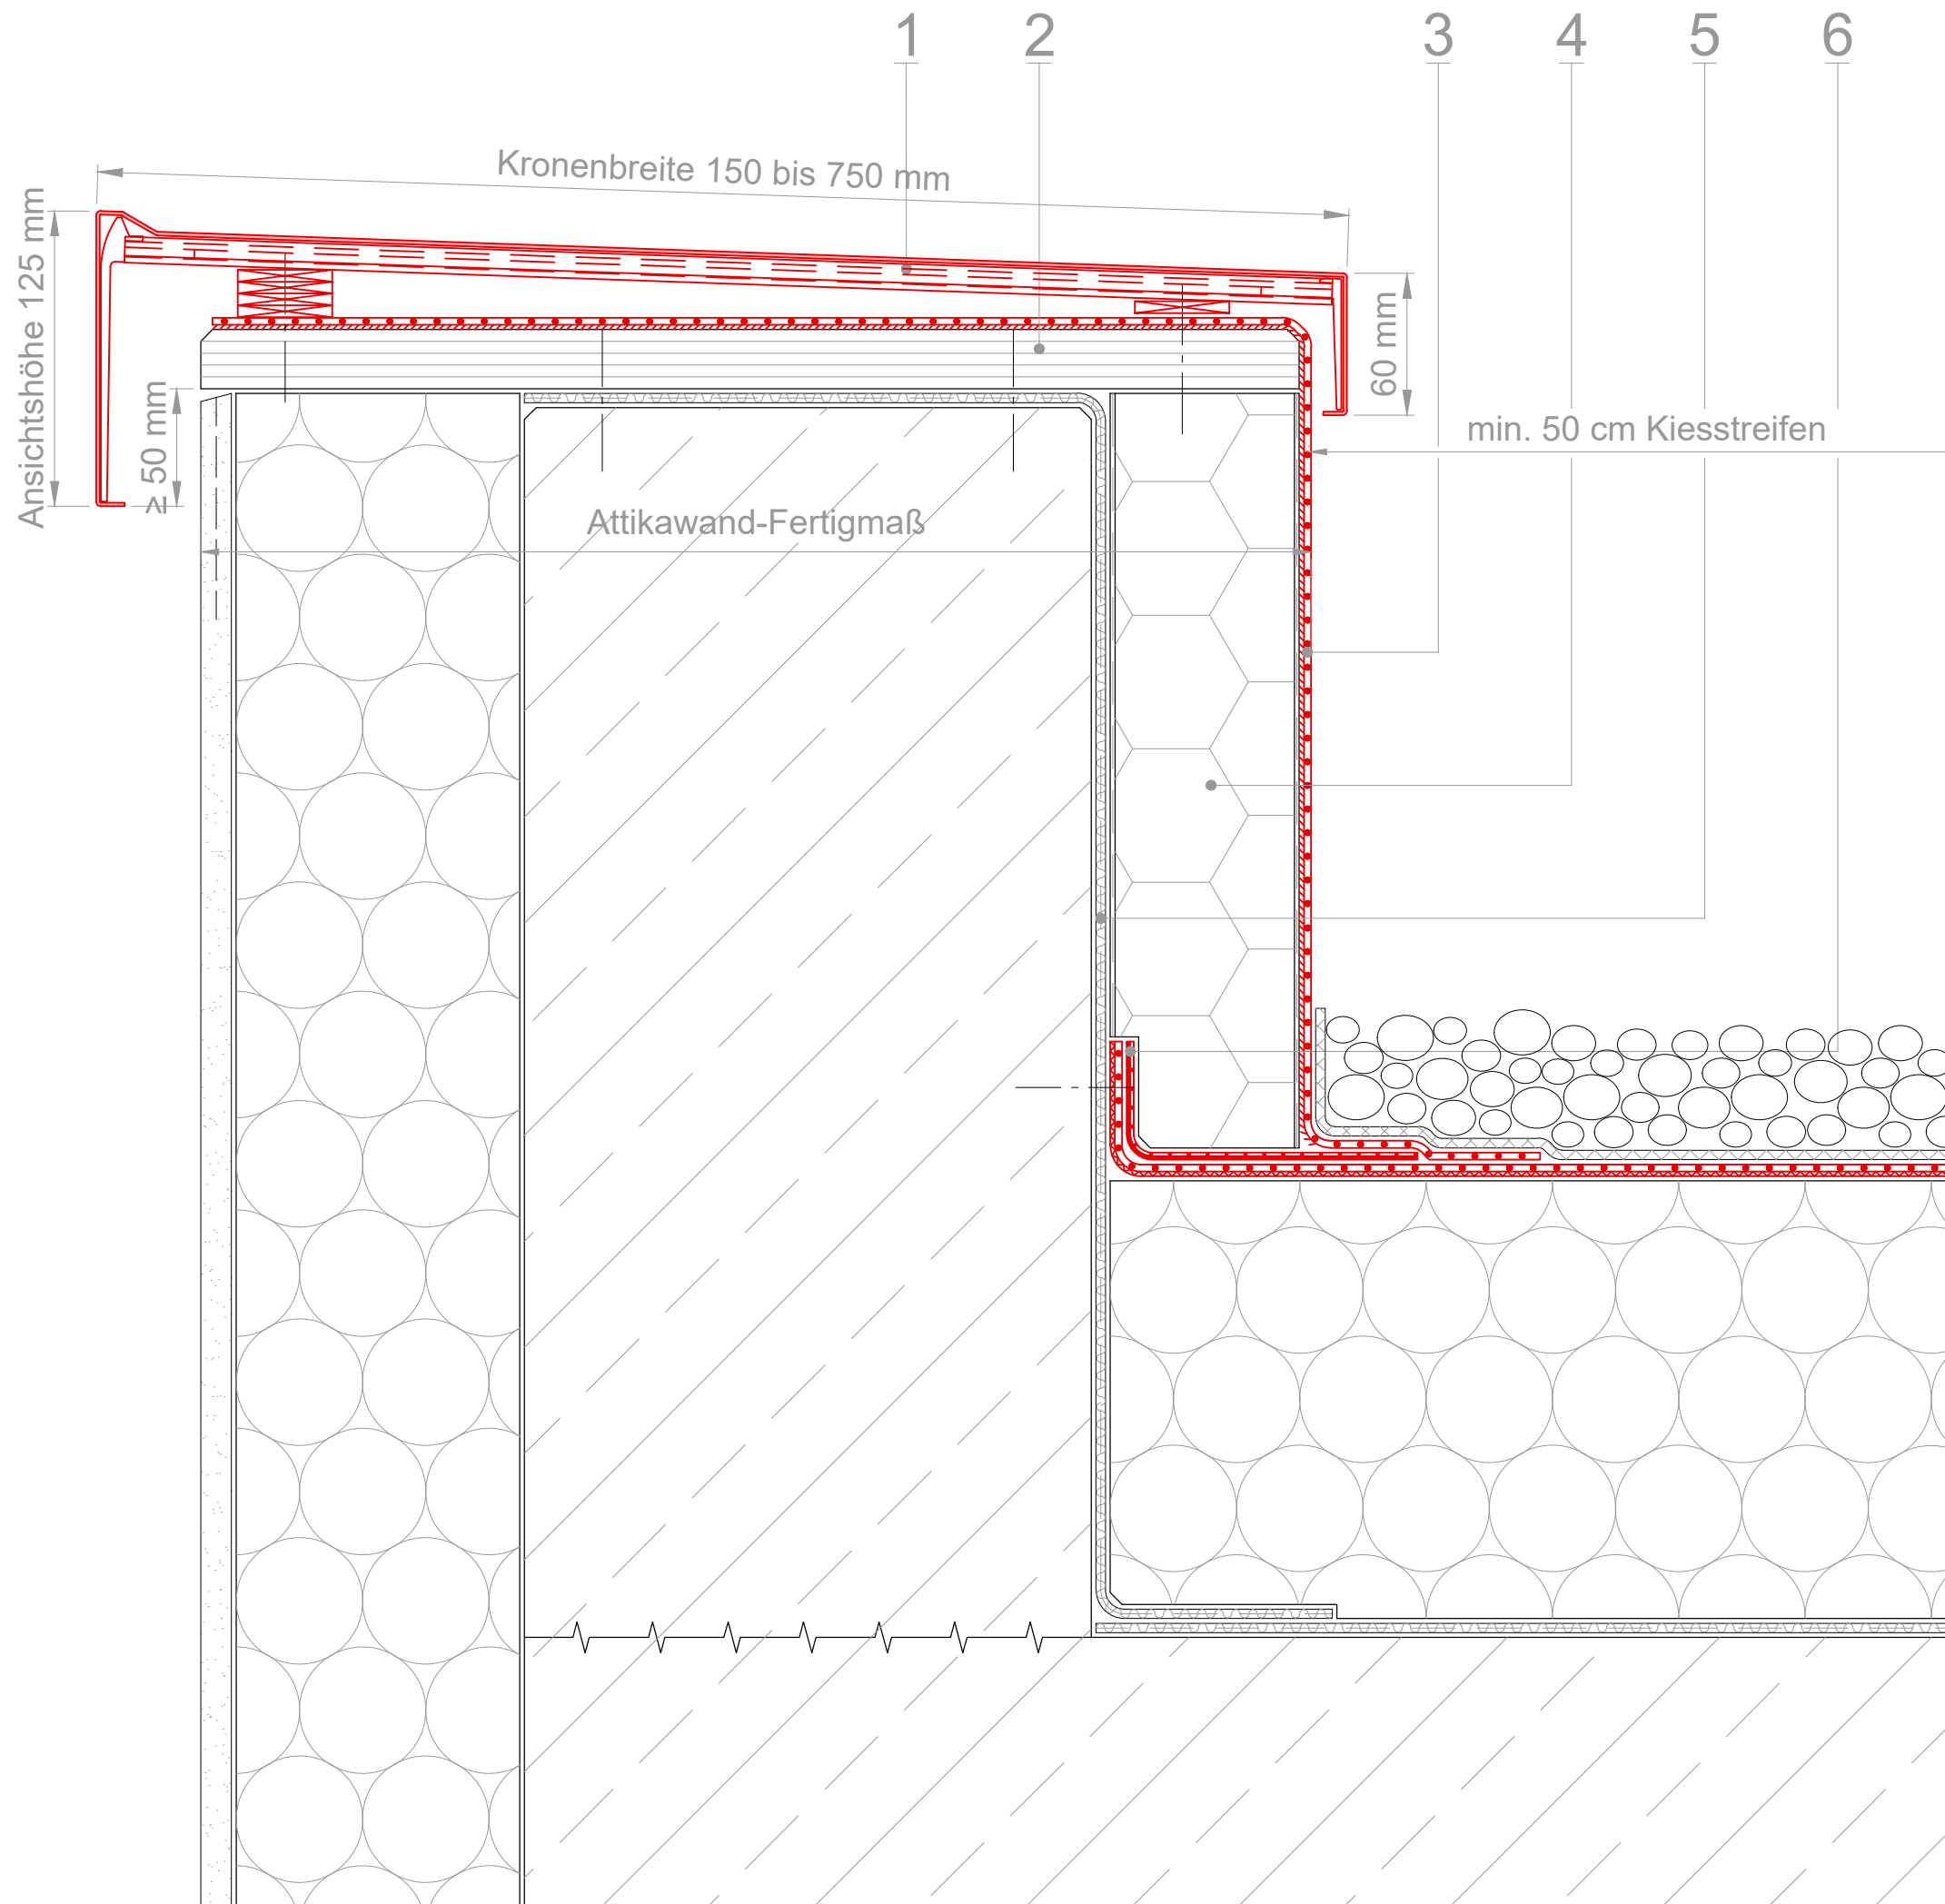 1 2 3 4 5 6
Kronenbreite 150 bis 750 mm
Ansichtshöhe 125 mm
≥ 50 mm
60 mm
min. 50 cm Kiesstreifen
Attikawand-Fertigmaß